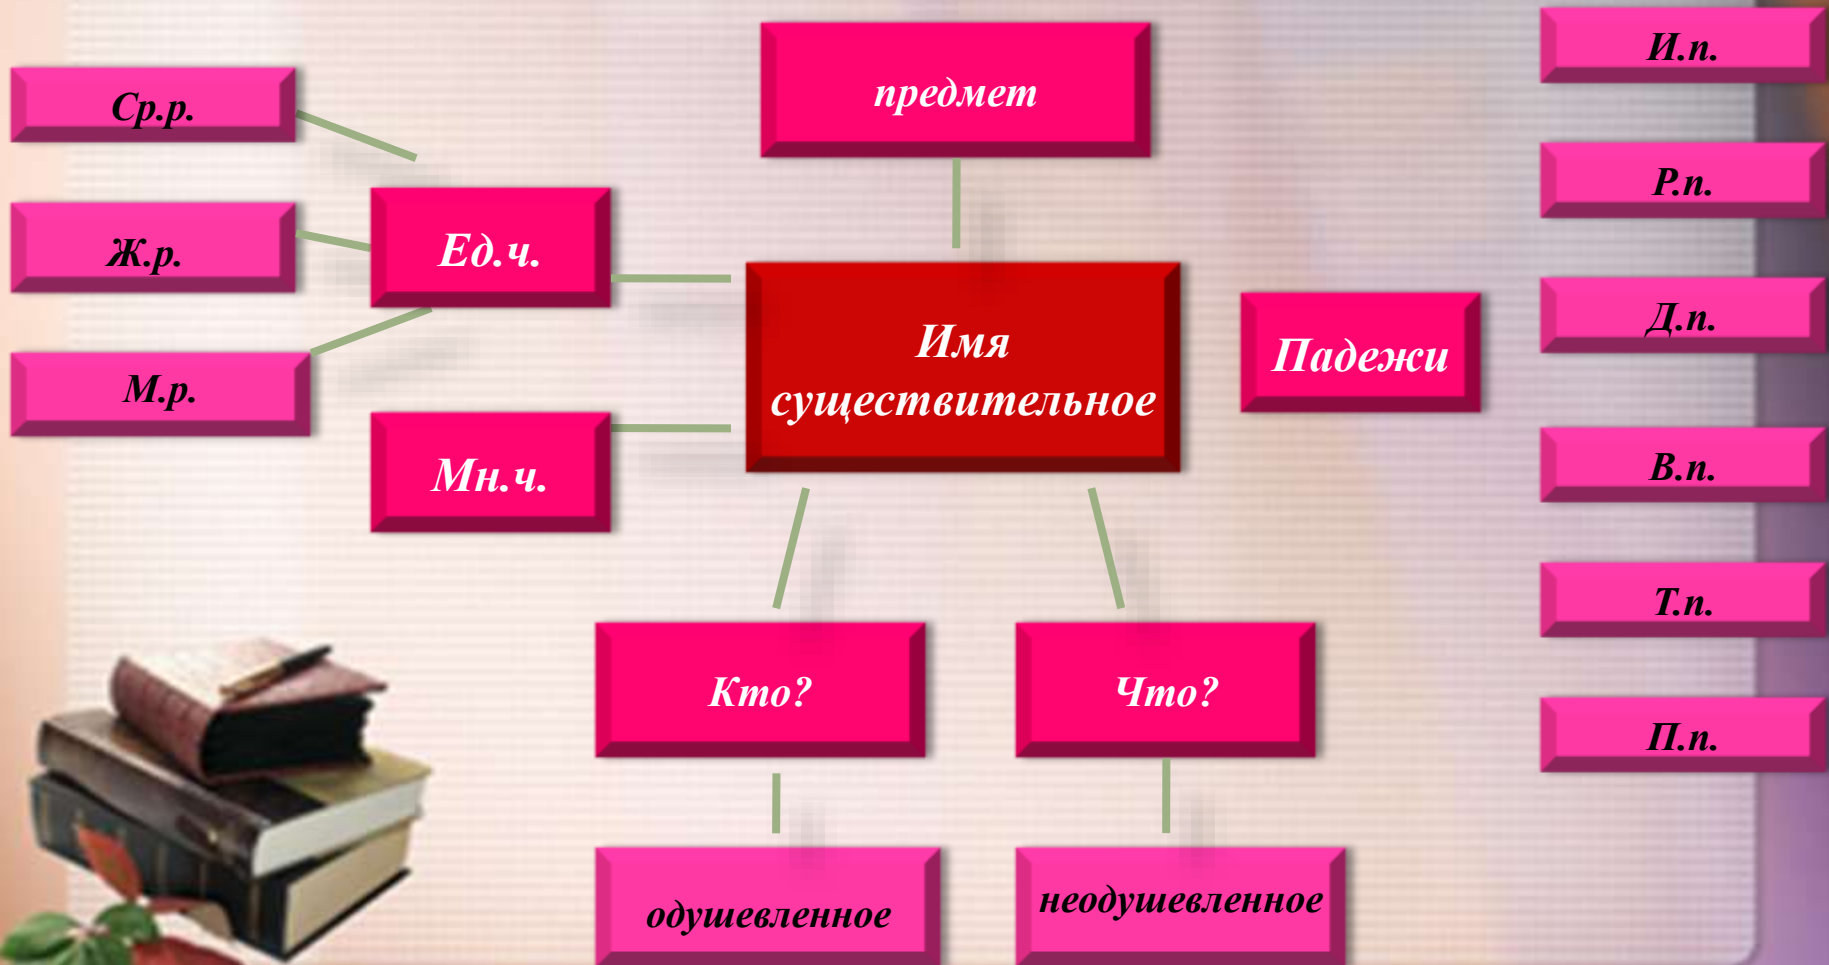 предмет
Ср.р.
Ж.р.
М.р.
Ед.ч.
Мн.ч.
Имя
существительное
Падежи
И.п.
Р.п.
Д.п.
В.п.
Т.п.
П.п.
Кто?
Что?
одушевленное
неодушевленное